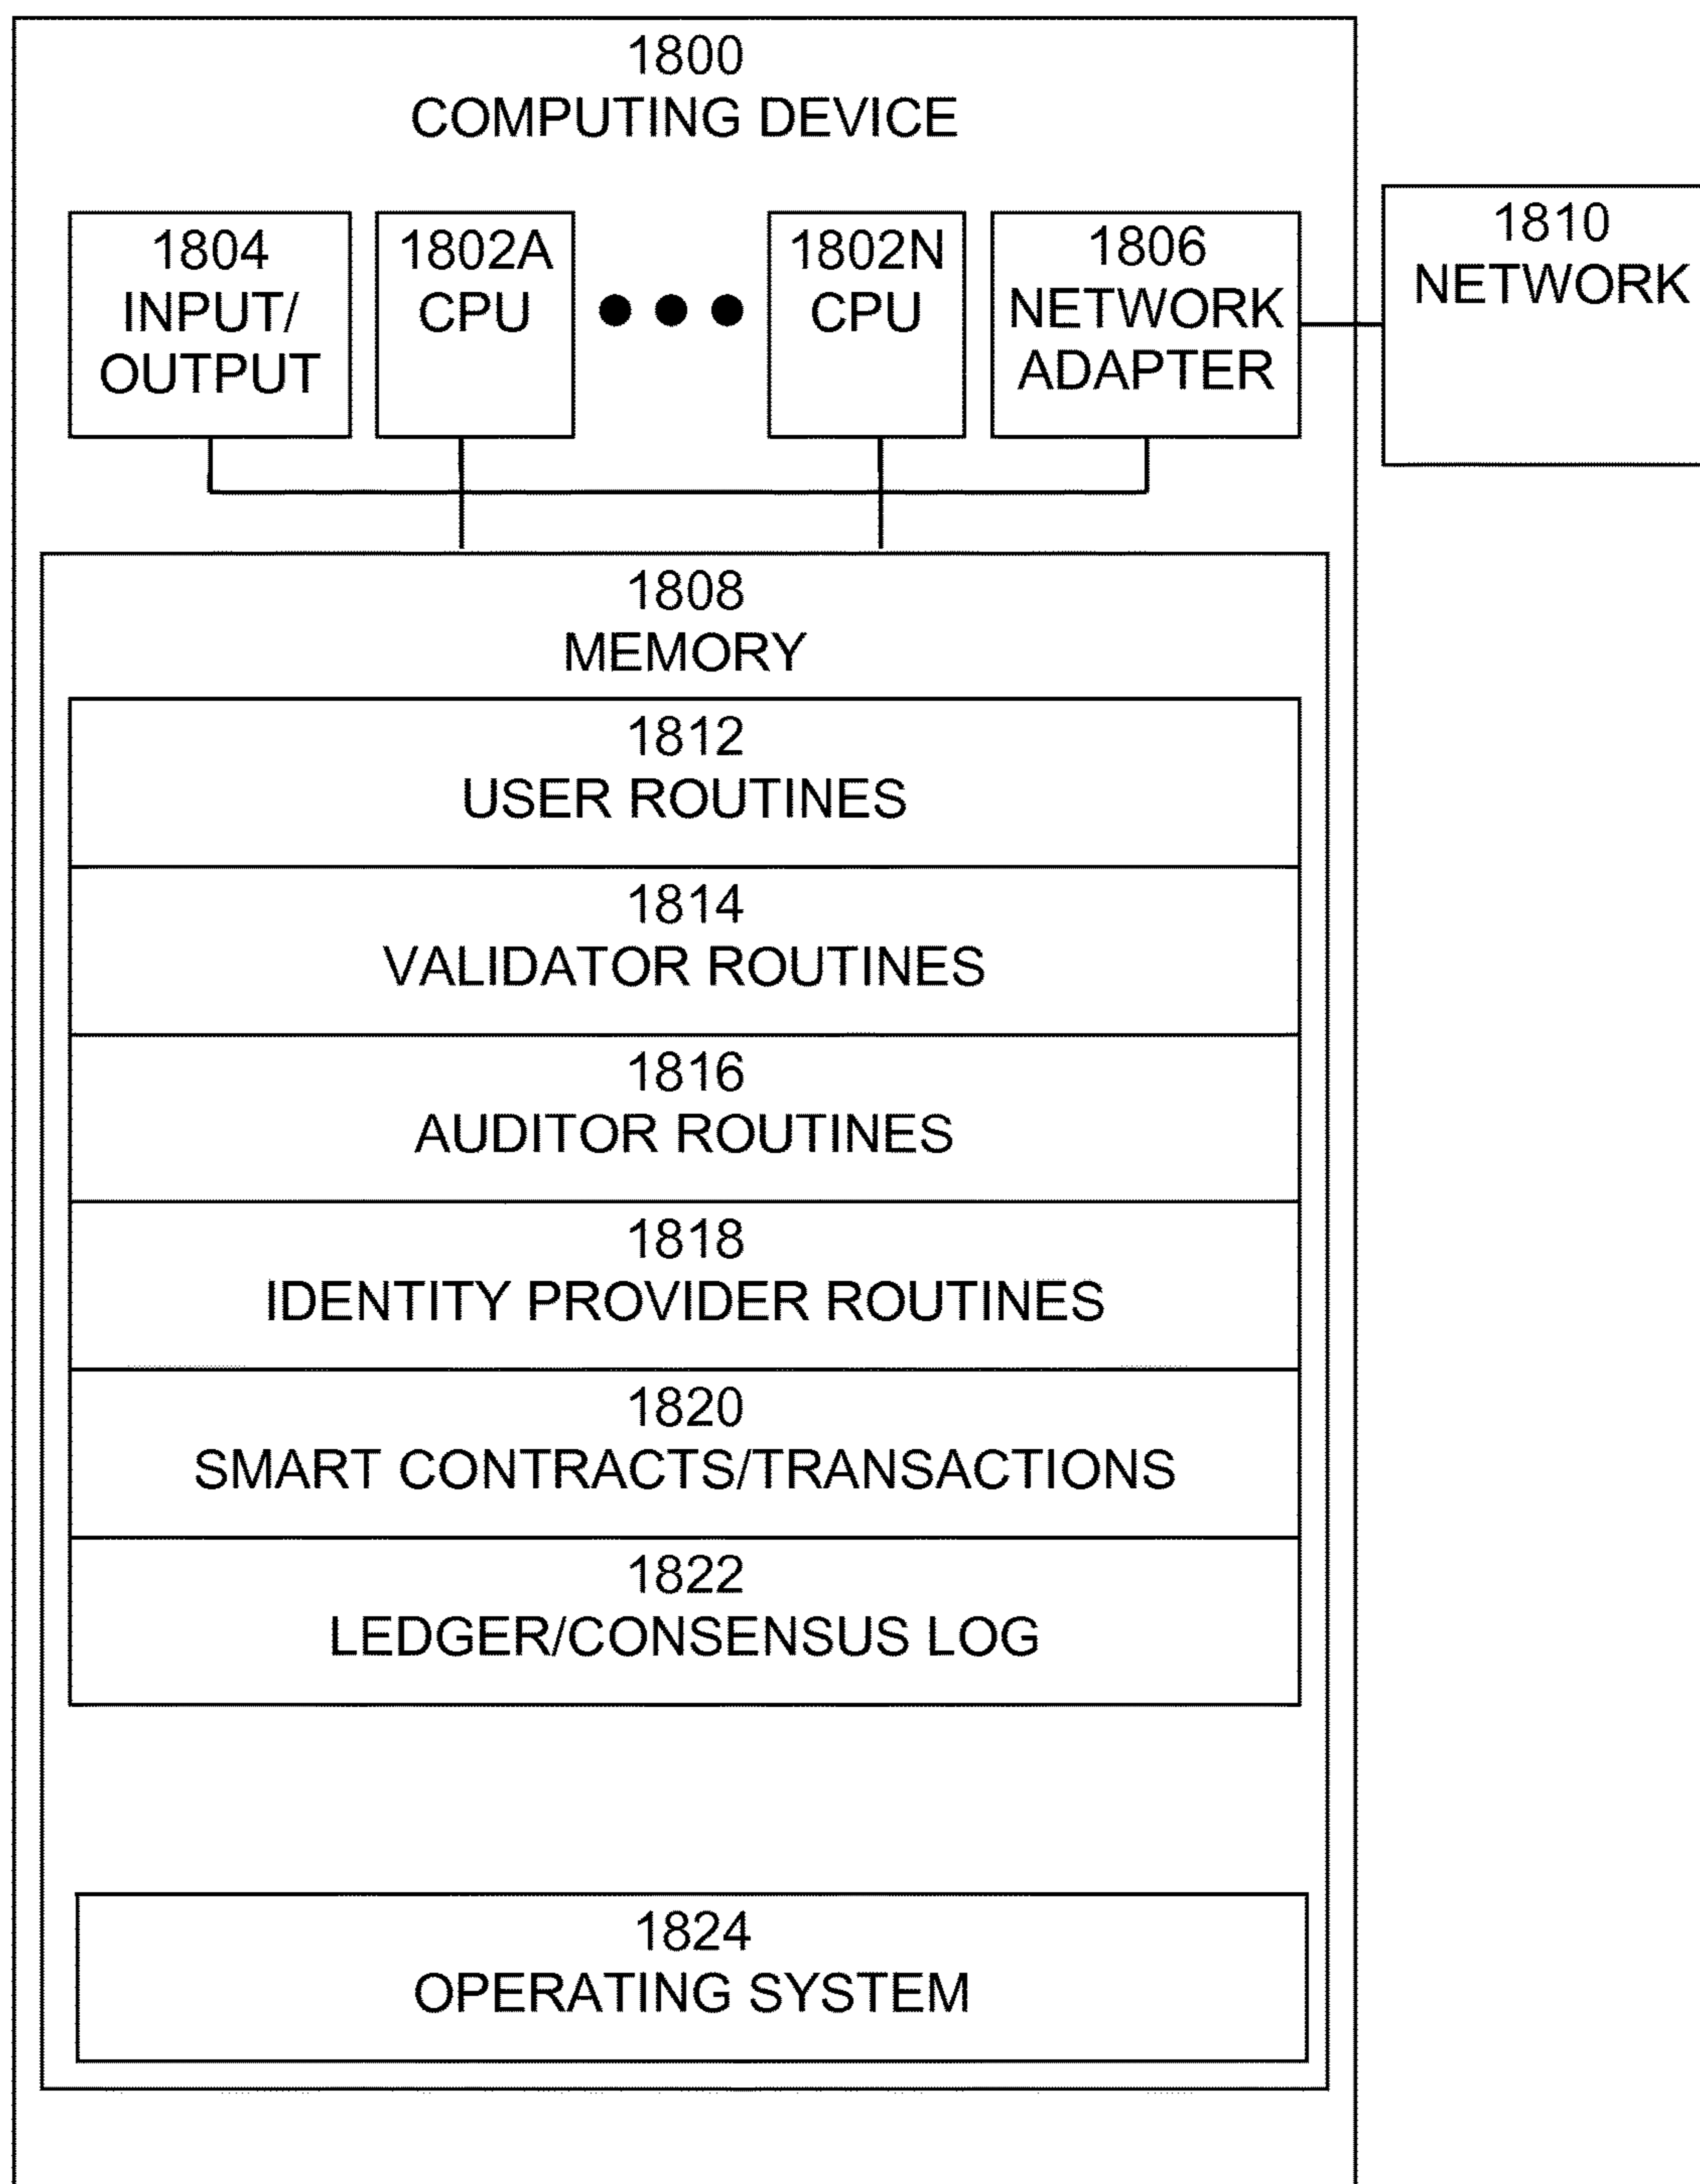 1800
COMPUTING DEVICE
1804
INPUT/
OUTPUT
1802A
CPU
1802N
CPU
1806
NETWORK
ADAPTER
1810
NETWORK
1808
MEMORY
1812
USER ROUTINES
1814
VALIDATOR ROUTINES
1816
AUDITOR ROUTINES
1818
IDENTITY PROVIDER ROUTINES
1820
SMART CONTRACTS/TRANSACTIONS
1822
LEDGER/CONSENSUS LOG
1824
OPERATING SYSTEM